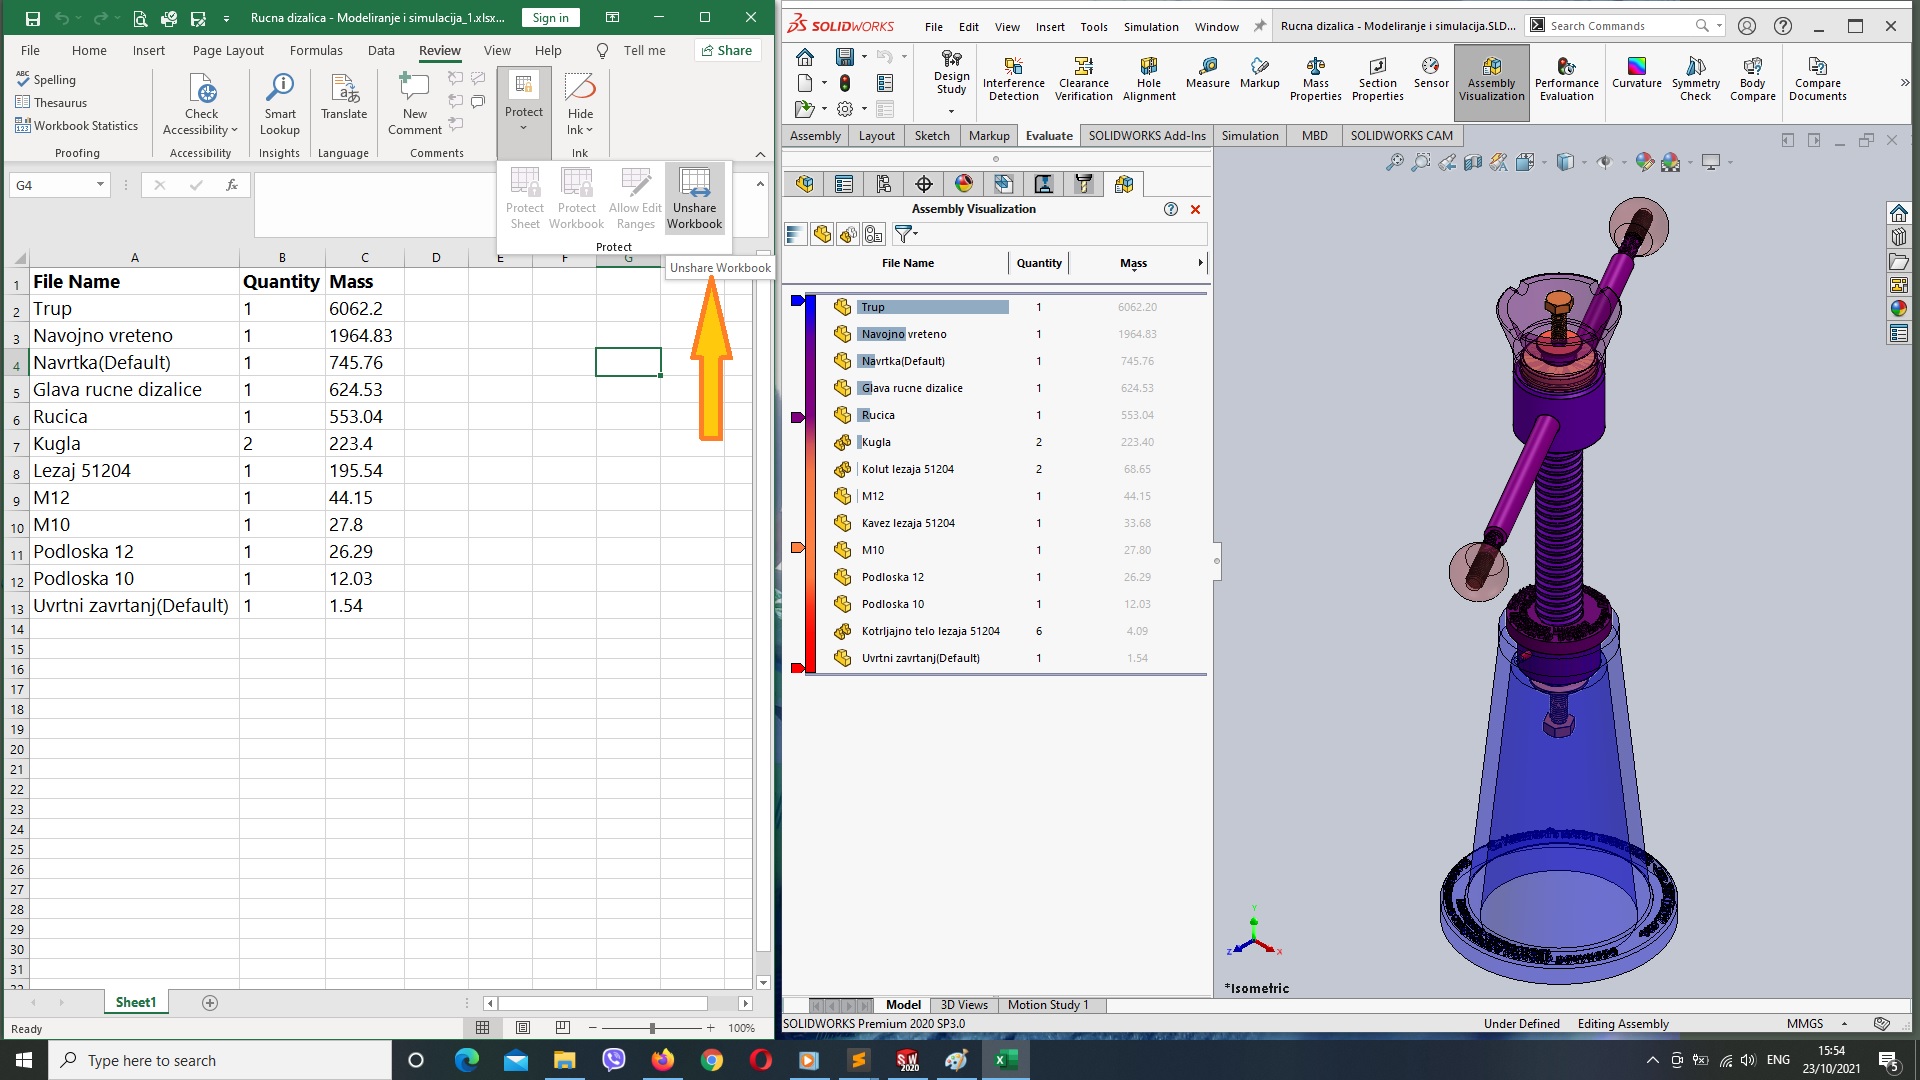 Rucna dizalica - Modeliranje i simulacija_1.xlsx...
Sign in
File Home Insert Page Layout Formulas Data Review View Help Tell me Share
Spelling
Thesaurus
Workbook Statistics
Proofing
Check Accessibility
Accessibility
Smart Lookup
Insights
Translate
Language
New Comment
Comments
Protect
Hide Ink
Ink
G4
fx
Protect Sheet
Protect Workbook
Allow Edit Ranges
Unshare Workbook
Protect
Unshare Workbook
A B C D E F G
1 File Name Quantity Mass
2 Trup 1 6062.2
3 Navojno vreteno 1 1964.83
4 Navrtka(Default) 1 745.76
5 Glava rucne dizalice 1 624.53
6 Rucica 1 553.04
7 Kugla 2 223.4
8 Lezaj 51204 1 195.54
9 M12 1 44.15
10 M10 1 27.8
11 Podloska 12 1 26.29
12 Podloska 10 1 12.03
13 Uvrtni zavrtanj(Default) 1 1.54
14
15
16
17
18
19
20
21
22
23
24
25
26
27
28
29
30
31
Sheet1
Ready
100%
SOLIDWORKS
File Edit View Insert Tools Simulation Window
Rucna dizalica - Modeliranje i simulacija.SLD...
Search Commands
Design Study
Interference Detection
Clearance Verification
Hole Alignment
Measure
Markup
Mass Properties
Section Properties
Sensor
Assembly Visualization
Performance Evaluation
Curvature
Symmetry Check
Body Compare
Compare Documents
Assembly Layout Sketch Markup Evaluate SOLIDWORKS Add-Ins Simulation MBD SOLIDWORKS CAM
Assembly Visualization
File Name Quantity Mass
Trup 1 6062.20
Navojno vreteno 1 1964.83
Navrtka(Default) 1 745.76
Glava rucne dizalice 1 624.53
Rucica 1 553.04
Kugla 2 223.40
Kolut lezaja 51204 2 68.65
M12 1 44.15
Kavez lezaja 51204 1 33.68
M10 1 27.80
Podloska 12 1 26.29
Podloska 10 1 12.03
Kotrljajno telo lezaja 51204 6 4.09
Uvrtni zavrtanj(Default) 1 1.54
Y
Z
X
*Isometric
Model 3D Views Motion Study 1
SOLIDWORKS Premium 2020 SP3.0
Under Defined
Editing Assembly
MMGS
Type here to search
SW 2020
ENG
15:54
23/10/2021
5